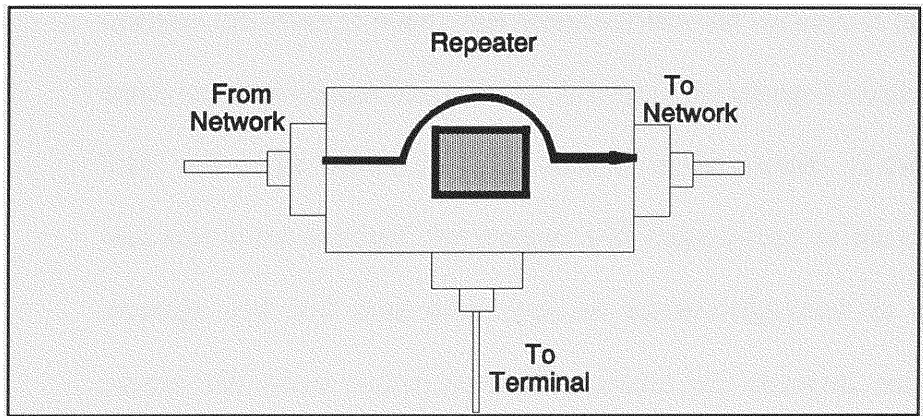 Repeater
From
Network
To
Network
To
Terminal